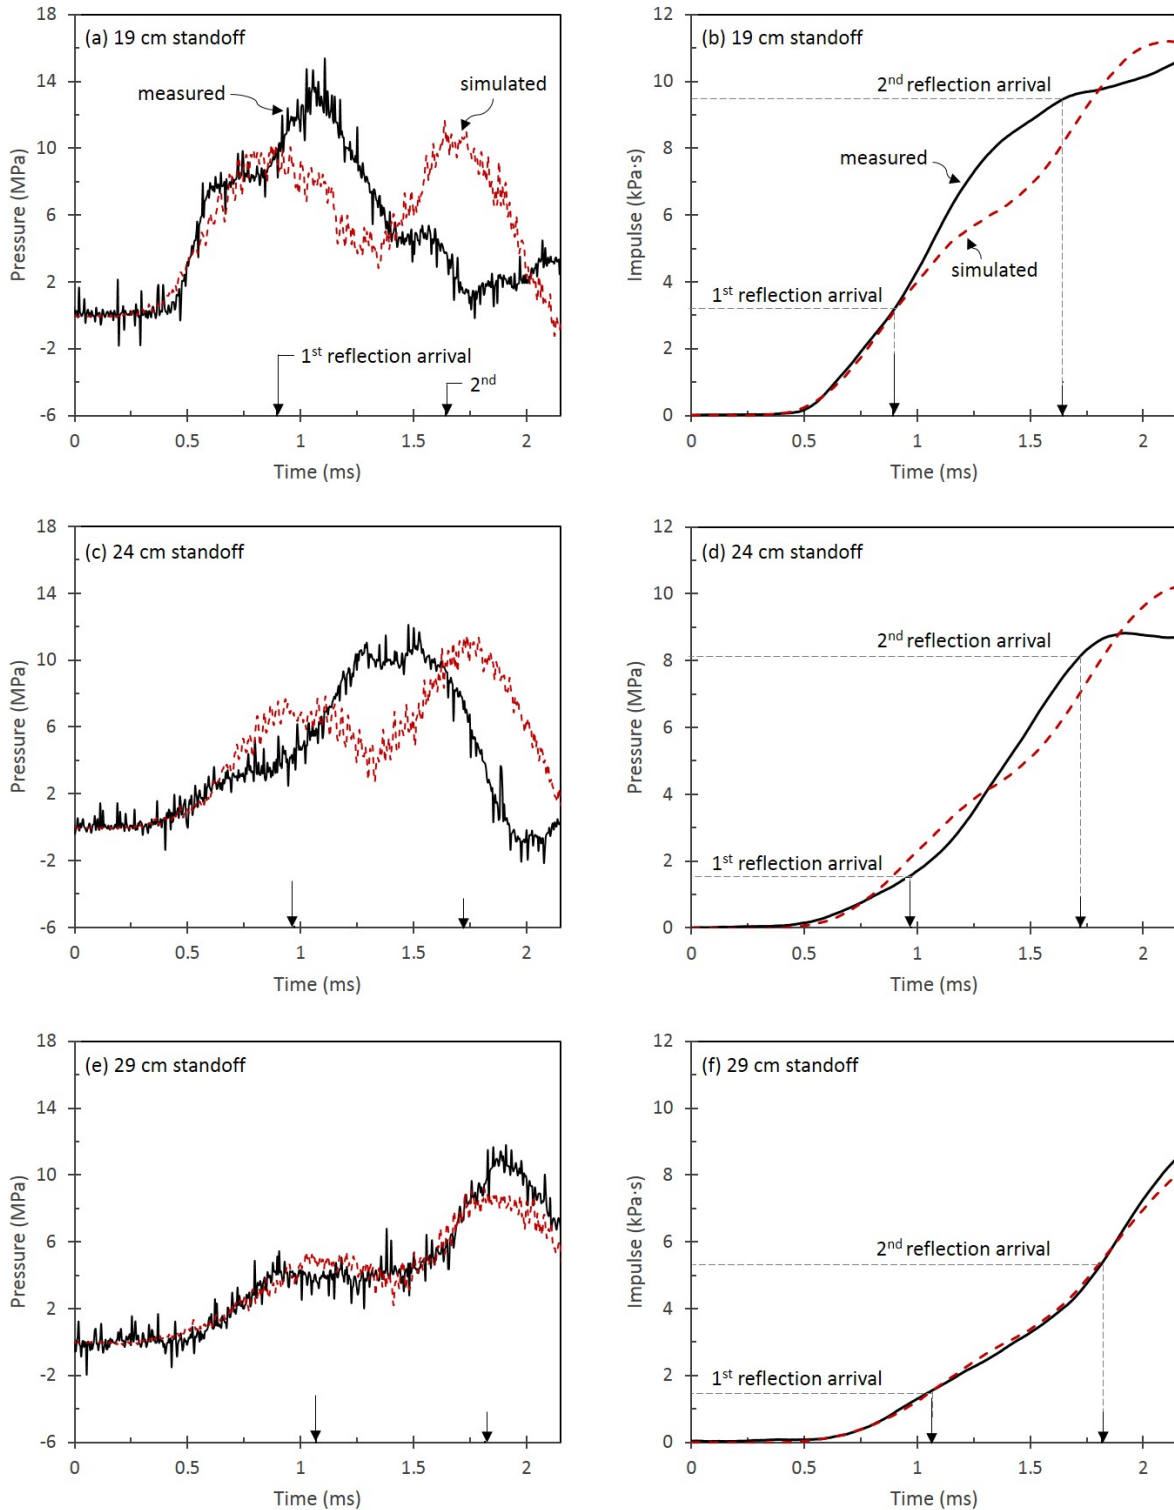 (a) 19 cm standoff
measured
simulated
1st reflection arrival
2nd
Pressure (MPa)
18
14
10
6
2
-2
-6
0
0.5
1
1.5
2
Time (ms)
(b) 19 cm standoff
2nd reflection arrival
measured
simulated
1st reflection arrival
Impulse (kPa·s)
12
10
8
6
4
2
0
0
0.5
1
1.5
2
Time (ms)
(c) 24 cm standoff
Pressure (MPa)
18
14
10
6
2
-2
-6
0
0.5
1
1.5
2
Time (ms)
(d) 24 cm standoff
2nd reflection arrival
1st reflection arrival
Pressure (MPa)
12
10
8
6
4
2
0
0
0.5
1
1.5
2
Time (ms)
(e) 29 cm standoff
Pressure (MPa)
18
14
10
6
2
-2
-6
0
0.5
1
1.5
2
Time (ms)
(f) 29 cm standoff
2nd reflection arrival
1st reflection arrival
Impulse (kPa·s)
12
10
8
6
4
2
0
0
0.5
1
1.5
2
Time (ms)